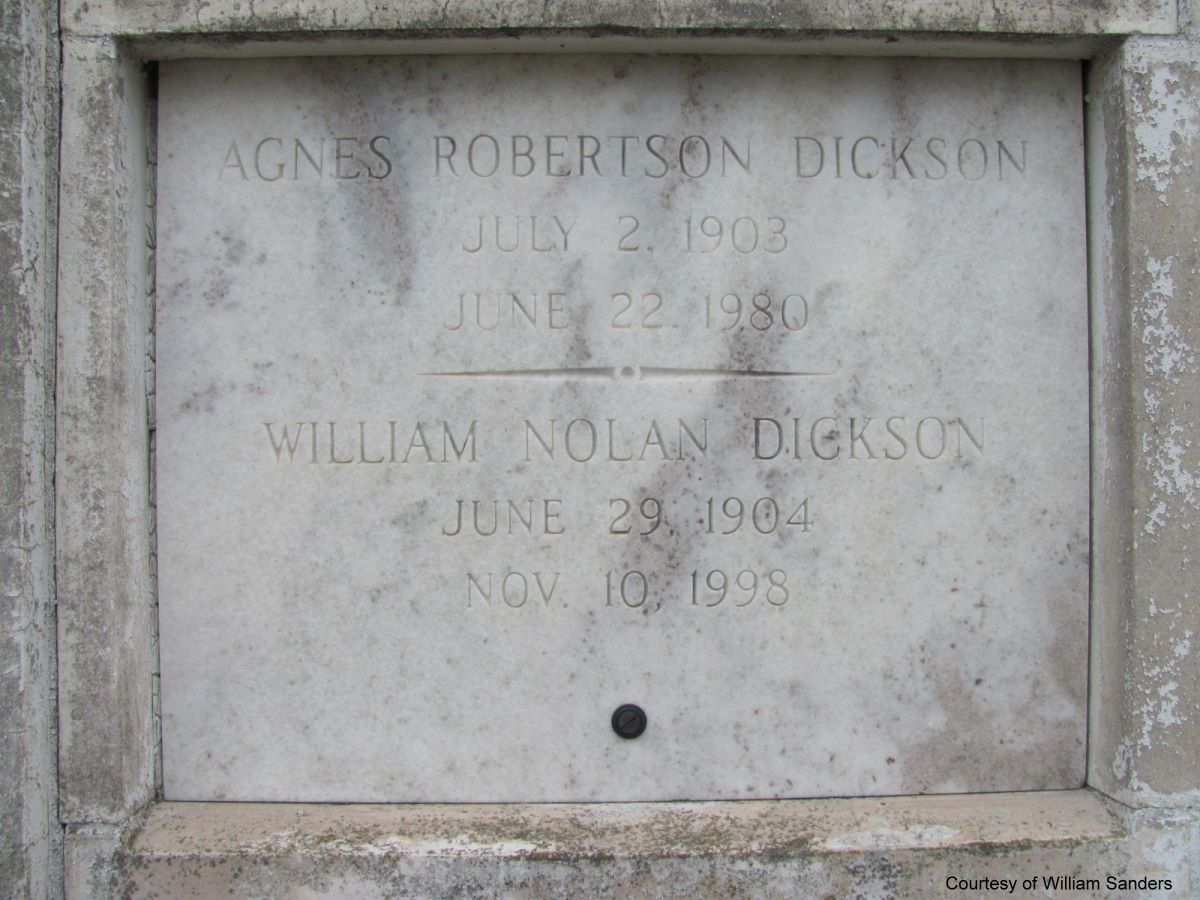 AGNES ROBERTSON DICKSON
JULY 2, 1903
JUNE 22, 1980
WILLIAM NOLAN DICKSON
JUNE 29, 1904
NOV. 10, 1998
Courtesy of William Sanders